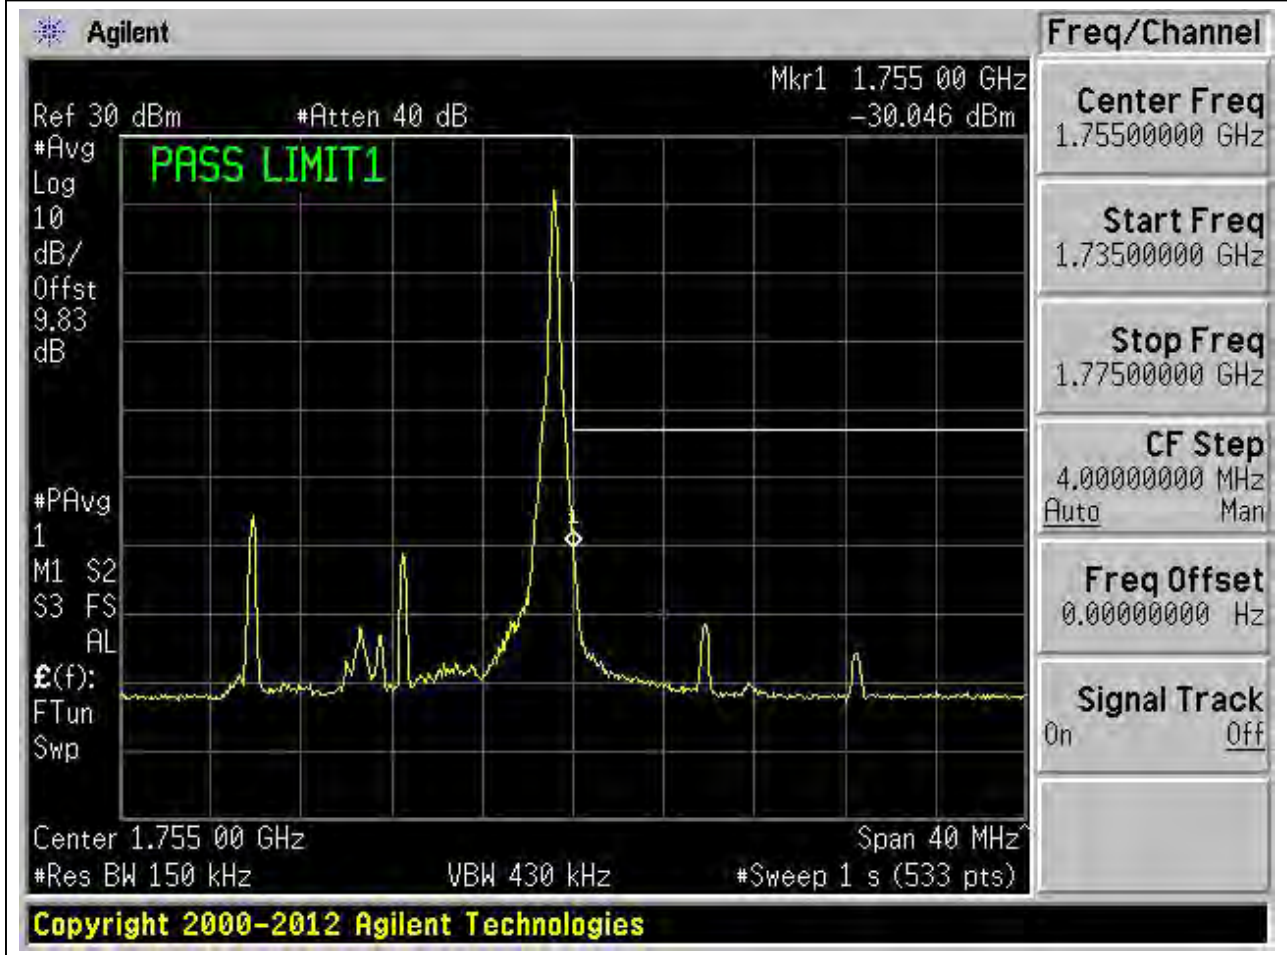 Agilent
Freq/Channel
Mkr1 1.755 00 GHz
Ref 30 dBm #Atten 40 dB -30.046 dBm
#Avg
Log
10
dB/
Offst
9.83
dB
PASS LIMIT1
1
#PAvg
1
M1 S2
S3 FS
AL
£(f):
FTun
Swp
Center 1.755 00 GHz Span 40 MHz^
#Res BW 150 kHz VBW 430 kHz #Sweep 1 s (533 pts)
Copyright 2000-2012 Agilent Technologies
Center Freq
1.75500000 GHz
Start Freq
1.73500000 GHz
Stop Freq
1.77500000 GHz
CF Step
4.00000000 MHz
Auto Man
Freq Offset
0.00000000 Hz
Signal Track
On Off